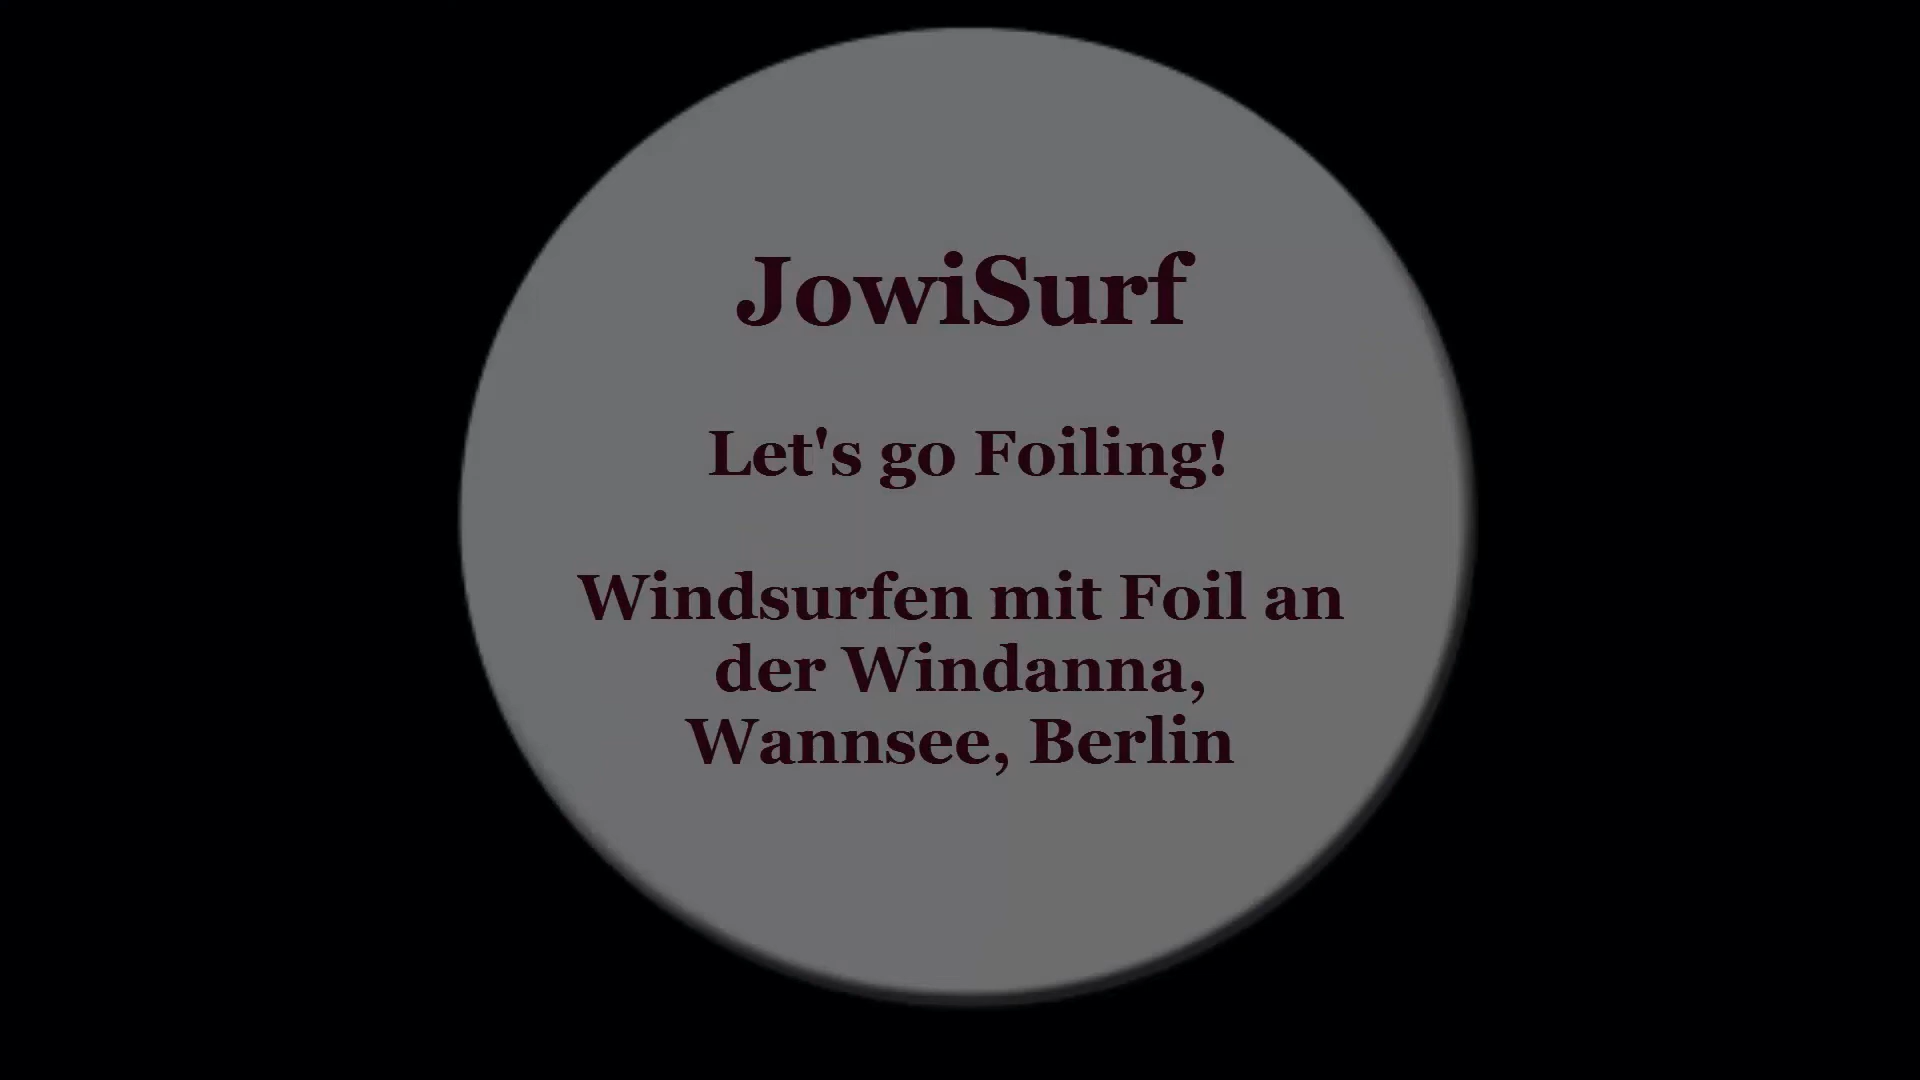 JowiSurf
Let's go Foiling!
Windsurfen mit Foil an
der Windanna,
Wannsee, Berlin